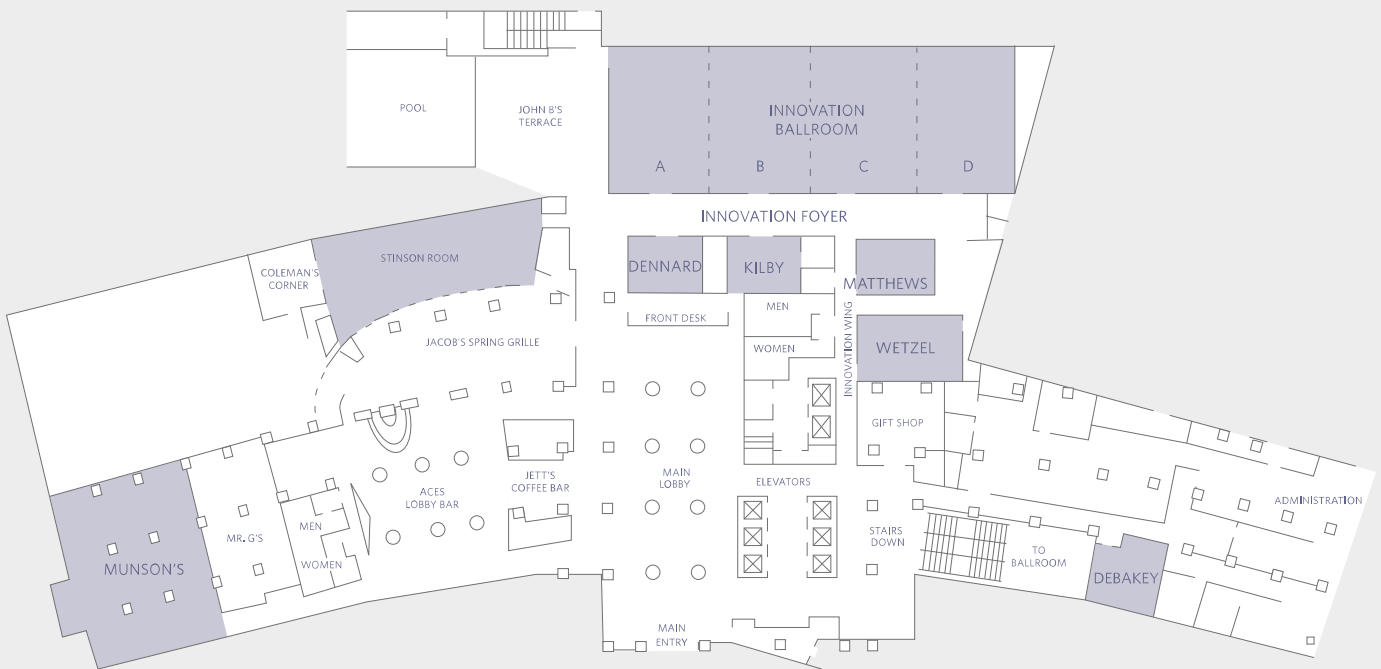 POOL
JOHN B'S
TERRACE
INNOVATION
BALLROOM
A
B
C
D
INNOVATION FOYER
STINSON ROOM
COLEMAN'S
CORNER
DENNARD
KILBY
MATTHEWS
MEN
FRONT DESK
WOMEN
INNOVATION WING
WETZEL
JACOB'S SPRING GRILLE
GIFT SHOP
MAIN
LOBBY
ELEVATORS
JETT'S
COFFEE BAR
ACES
LOBBY BAR
ADMINISTRATION
MEN
MR. G'S
WOMEN
MUNSON'S
STAIRS
DOWN
TO
BALLROOM
DEBAKEY
MAIN
ENTRY